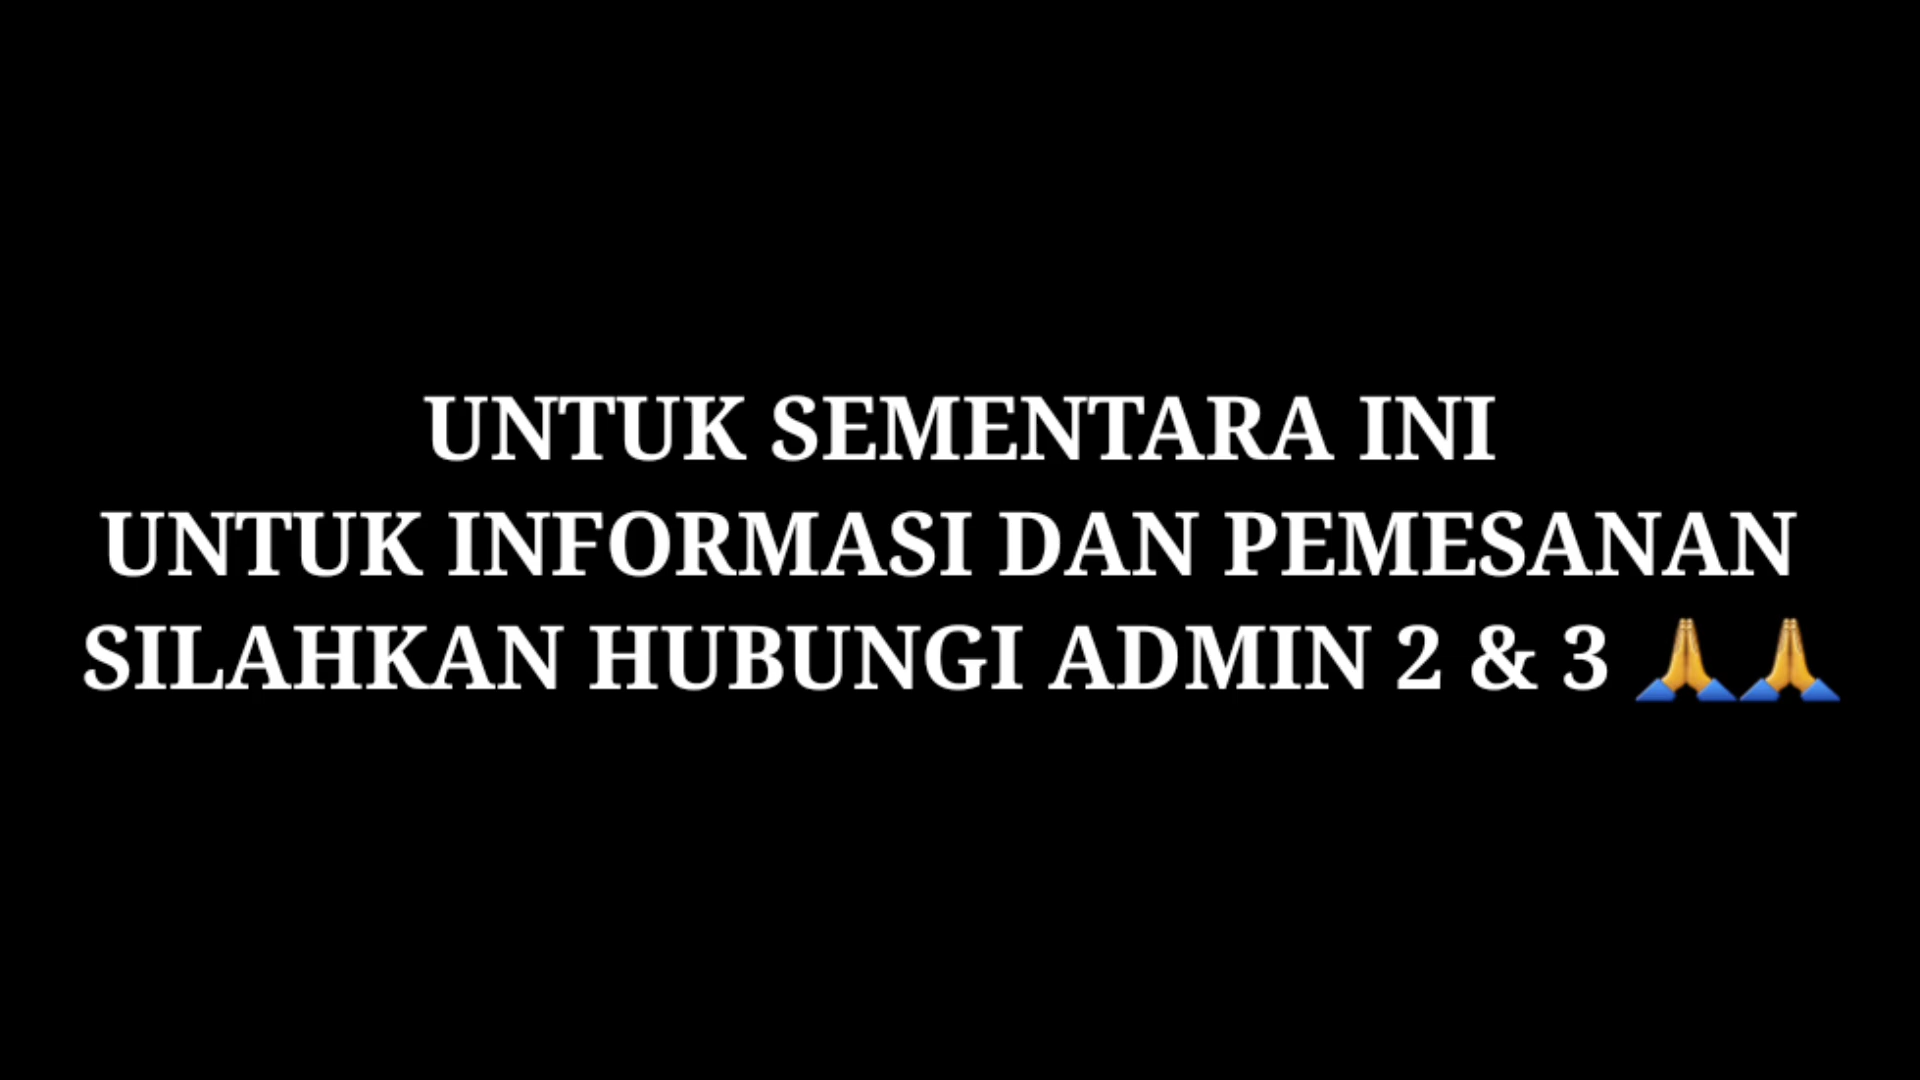 UNTUK SEMENTARA INI
UNTUK INFORMASI DAN PEMESANAN
SILAHKAN HUBUNGI ADMIN 2 & 3 🙏🙏